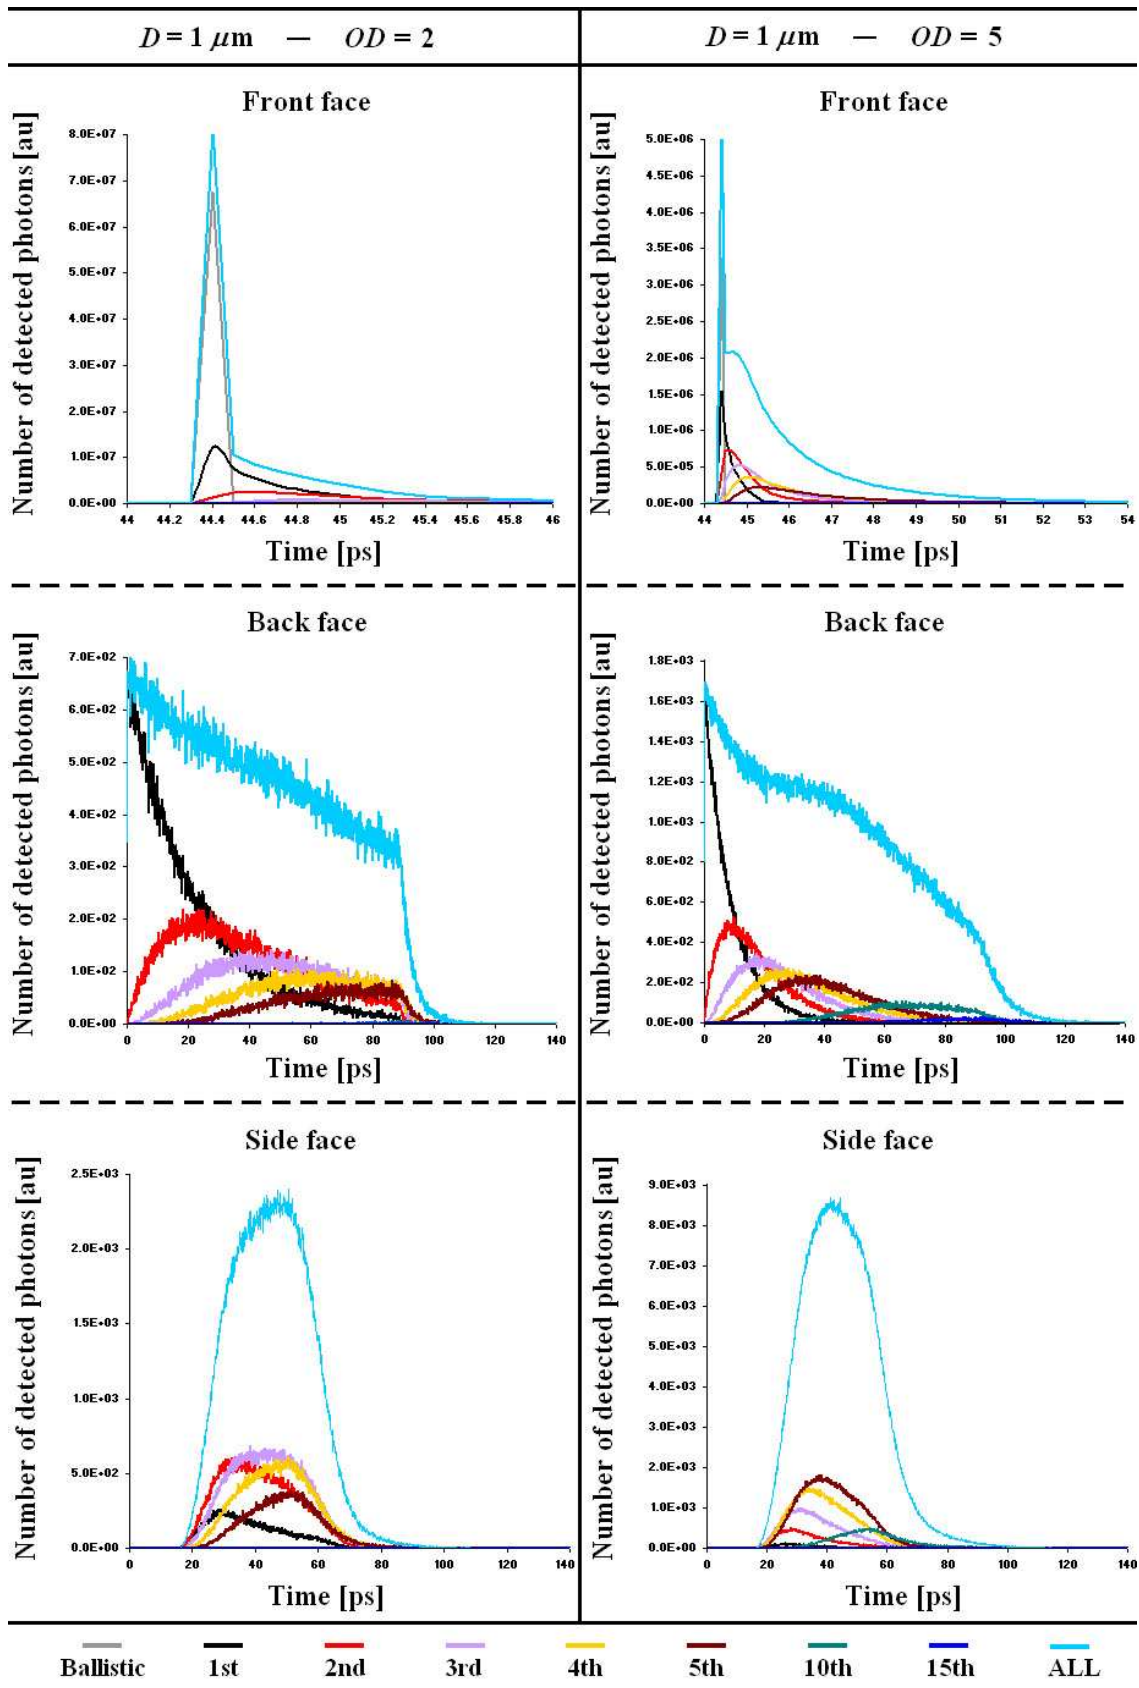 D = 1 μm — OD = 2
D = 1 μm — OD = 5
Front face
Number of detected photons [au]
8.0E+07
7.0E+07
6.0E+07
5.0E+07
4.0E+07
3.0E+07
2.0E+07
1.0E+07
0.0E+00
44 44.2 44.4 44.6 44.8 45 45.2 45.4 45.6 45.8 46
Time [ps]
Front face
Number of detected photons [au]
5.0E+06
4.5E+06
4.0E+06
3.5E+06
3.0E+06
2.5E+06
2.0E+06
1.5E+06
1.0E+06
5.0E+05
0.0E+00
44 45 46 47 48 49 50 51 52 53 54
Time [ps]
Back face
Number of detected photons [au]
7.0E+02
6.0E+02
5.0E+02
4.0E+02
3.0E+02
2.0E+02
1.0E+02
0.0E+00
0 20 40 60 80 100 120 140
Time [ps]
Back face
Number of detected photons [au]
1.8E+03
1.6E+03
1.4E+03
1.2E+03
1.0E+03
8.0E+02
6.0E+02
4.0E+02
2.0E+02
0.0E+00
0 20 40 60 80 100 120 140
Time [ps]
Side face
Number of detected photons [au]
2.5E+03
2.0E+03
1.5E+03
1.0E+03
5.0E+02
0.0E+00
0 20 40 60 80 100 120 140
Time [ps]
Side face
Number of detected photons [au]
9.0E+03
8.0E+03
7.0E+03
6.0E+03
5.0E+03
4.0E+03
3.0E+03
2.0E+03
1.0E+03
0.0E+00
0 20 40 60 80 100 120 140
Time [ps]
Ballistic 1st 2nd 3rd 4th 5th 10th 15th ALL